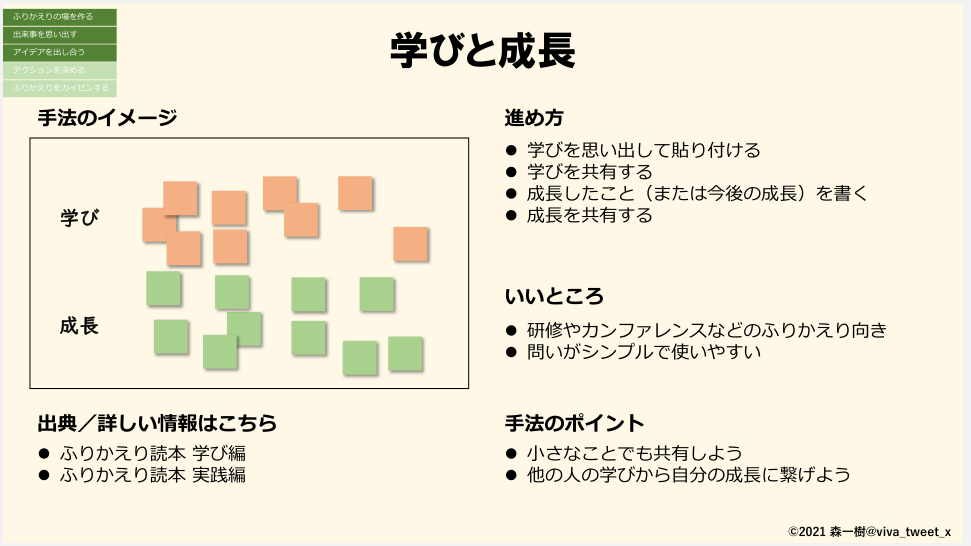 ふりかえりの場を作る
出来事を思い出す
アイデアを出し合う
アクションを決める
ふりかえりをカイゼンする
学びと成長
手法のイメージ
学び
成長
出典／詳しい情報はこちら
● ふりかえり読本 学び編
● ふりかえり読本 実践編
進め方
● 学びを思い出して貼り付ける
● 学びを共有する
● 成長したこと（または今後の成長）を書く
● 成長を共有する
いいところ
● 研修やカンファレンスなどのふりかえり向き
● 問いがシンプルで使いやすい
手法のポイント
● 小さなことでも共有しよう
● 他の人の学びから自分の成長に繋げよう
©2021 森一樹@viva_tweet_x